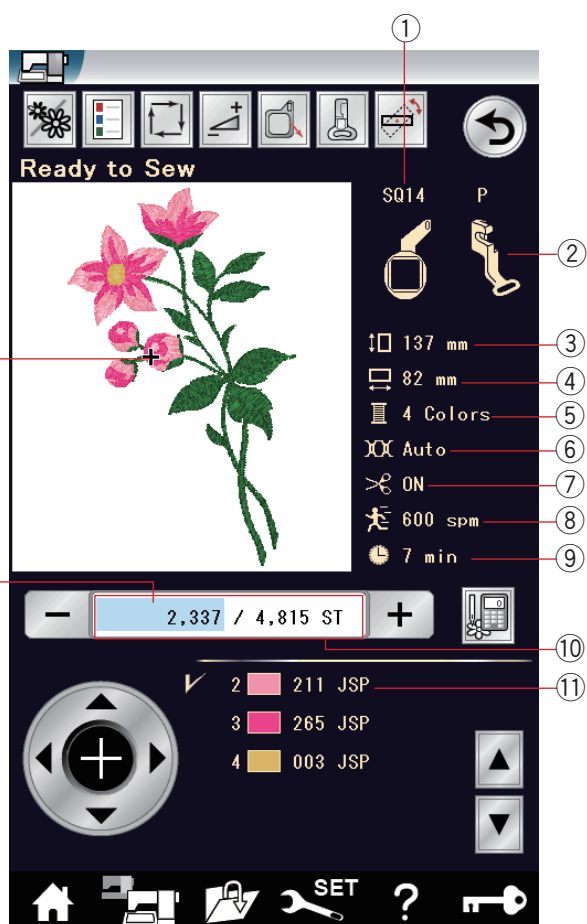 ①
Ready to Sew
SQ14 P
②
137 mm ③
82 mm ④
4 Colors ⑤
Auto ⑥
ON ⑦
600 spm ⑧
7 min ⑨
− 2,337 / 4,815 ST +
⑩
2 211 JSP ⑪
3 265 JSP
4 003 JSP
SET
?